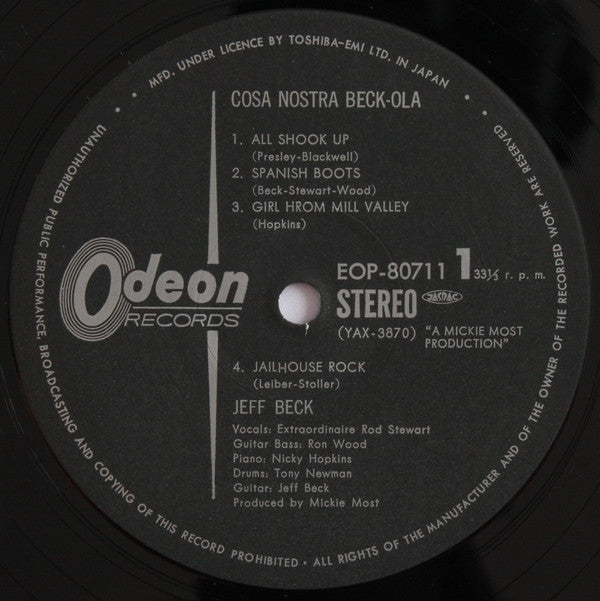 • MFD. UNDER LICENCE BY TOSHIBA-EMI LTD. IN JAPAN •
COSA NOSTRA BECK-OLA
1. ALL SHOOK UP
(Presley-Blackwell)
2. SPANISH BOOTS
(Beck-Stewart-Wood)
3. GIRL HROM MILL VALLEY
(Hopkins)
Odeon
RECORDS
EOP-80711 1 33⅓ r. p. m.
STEREO JASRAC
(YAX-3870) "A MICKIE MOST
PRODUCTION"
4. JAILHOUSE ROCK
(Leiber-Stoller)
JEFF BECK
Vocals: Extraordinaire Rod Stewart
Guitar Bass: Ron Wood
Piano: Nicky Hopkins
Drums: Tony Newman
Guitar: Jeff Beck
Produced by Mickie Most
UNAUTHORIZED PUBLIC PERFORMANCE, BROADCASTING AND COPYING OF THIS RECORD PROHIBITED • ALL RIGHTS OF THE MANUFACTURER AND OF THE OWNER OF THE RECORDED WORK ARE RESERVED